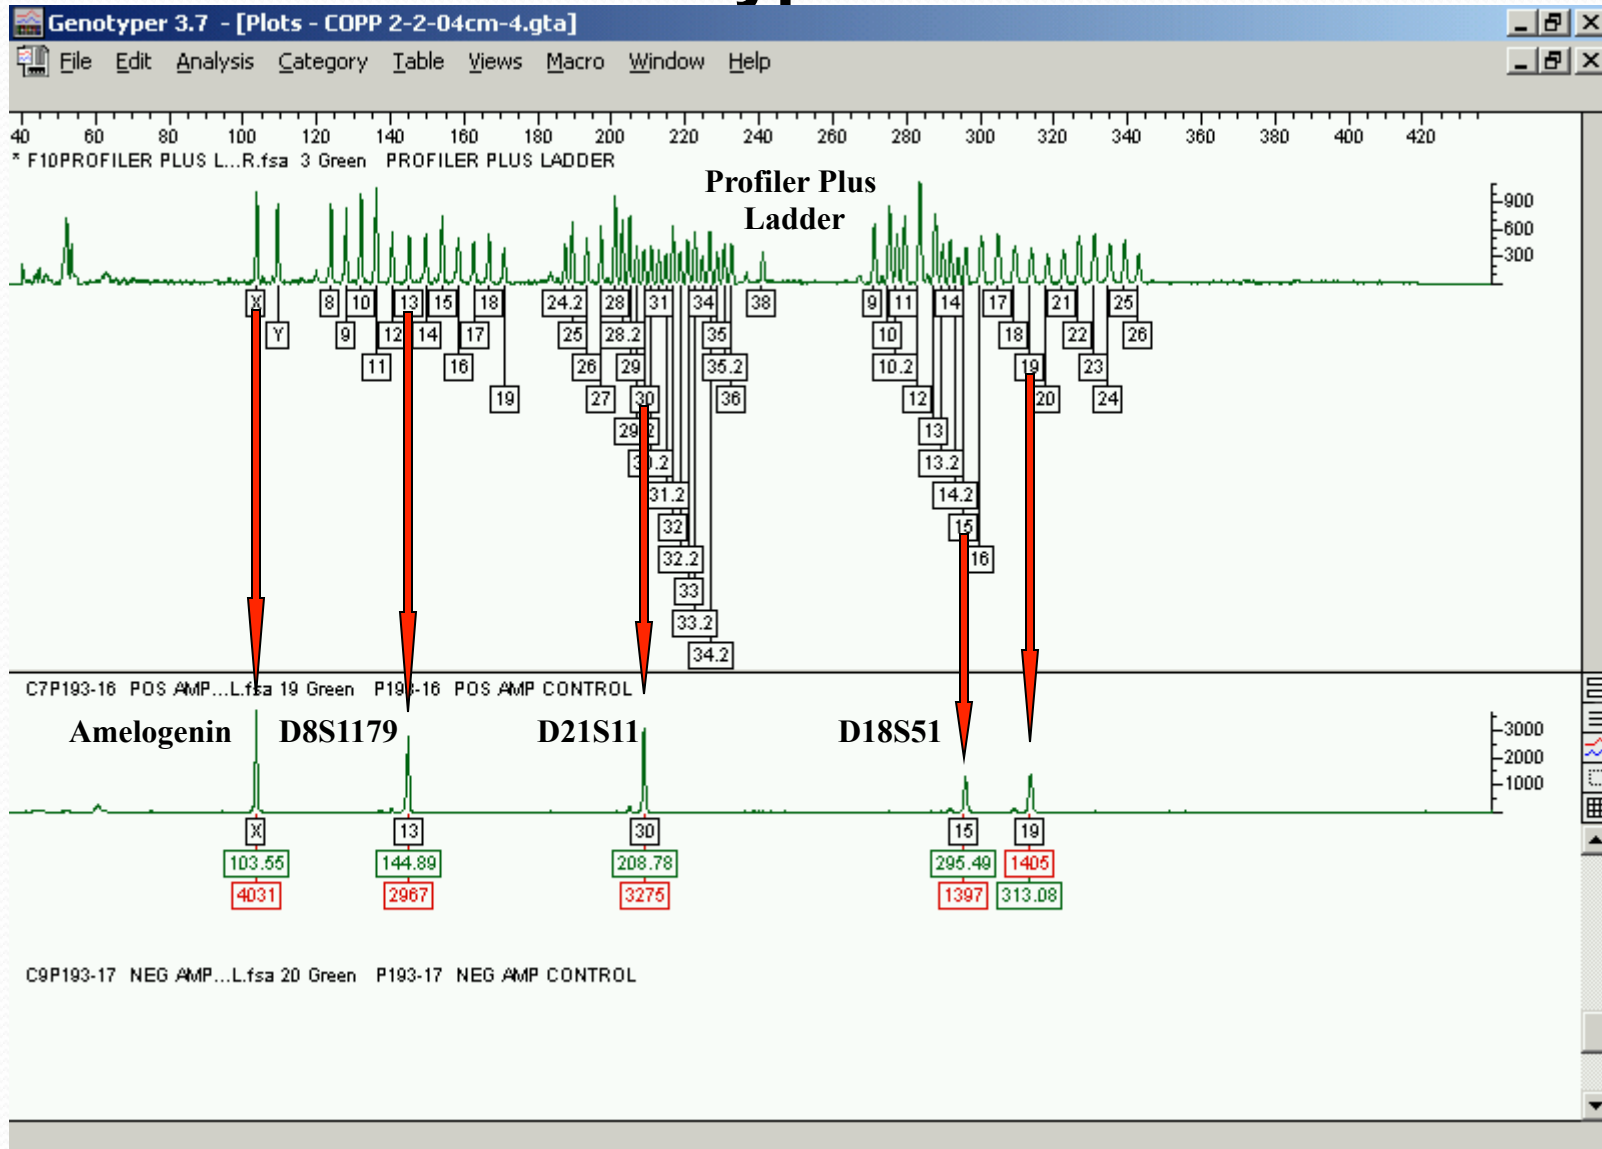 Genotyper 3.7 - [Plots - COPP 2-2-04cm-4.gta]
File Edit Analysis Category Table Views Macro Window Help
40 60 80 100 120 140 160 180 200 220 240 260 280 300 320 340 360 380 400 420
* F10PROFILER PLUS L...R.fsa 3 Green PROFILER PLUS LADDER
Profiler Plus
Ladder
900
600
300
X 8 10 13 15 18 24.2 28 31 34 38 9 11 14 17 21 25
Y 9 12 14 17 25 28.2 35 10 18 22 26
11 16 26 29 35.2 10.2 19 23
19 27 30 36 12 20 24
29.2 13
30.2 13.2
31.2 14.2
32 15
32.2 16
33
33.2
34.2
C7P193-16 POS AMP...L.fsa 19 Green P193-16 POS AMP CONTROL
Amelogenin D8S1179 D21S11 D18S51
3000
2000
1000
X 13 30 15 19
103.55 144.89 208.78 295.49 1405
4031 2967 3275 1397 313.08
C9P193-17 NEG AMP...L.fsa 20 Green P193-17 NEG AMP CONTROL